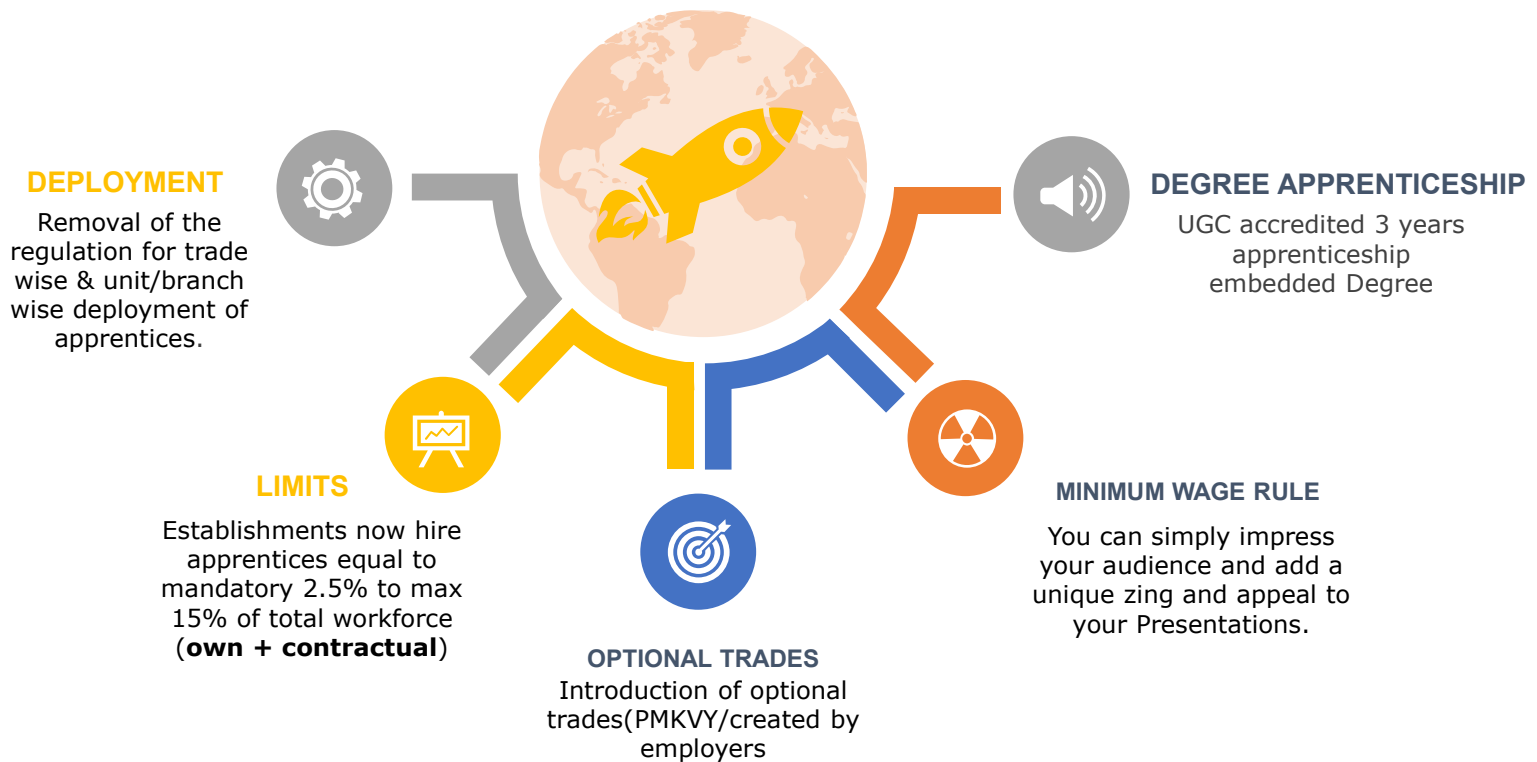 DEPLOYMENT
Removal of the
regulation for trade
wise & unit/branch
wise deployment of
apprentices.
LIMITS
Establishments now hire
apprentices equal to
mandatory 2.5% to max
15% of total workforce
(own + contractual)
OPTIONAL TRADES
Introduction of optional
trades(PMKVY/created by
employers
MINIMUM WAGE RULE
You can simply impress
your audience and add a
unique zing and appeal to
your Presentations.
DEGREE APPRENTICESHIP
UGC accredited 3 years
apprenticeship
embedded Degree